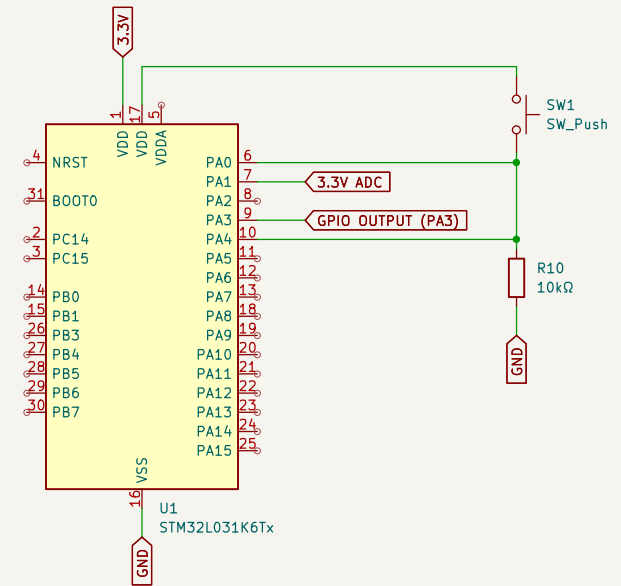 3.3V
1
17
5
VDD
VDD
VDDA
SW1
SW_Push
4 NRST
31 BOOT0
2 PC14
3 PC15
14 PB0
15 PB1
26 PB3
27 PB4
28 PB5
29 PB6
30 PB7
PA0 6
PA1 7 3.3V ADC
PA2 8
PA3 9 GPIO OUTPUT (PA3)
PA4 10
PA5 11
PA6 12
PA7 13
PA8 18
PA9 19
PA10 20
PA11 21
PA12 22
PA13 23
PA14 24
PA15 25
R10
10kΩ
GND
VSS
16
U1
STM32L031K6Tx
GND